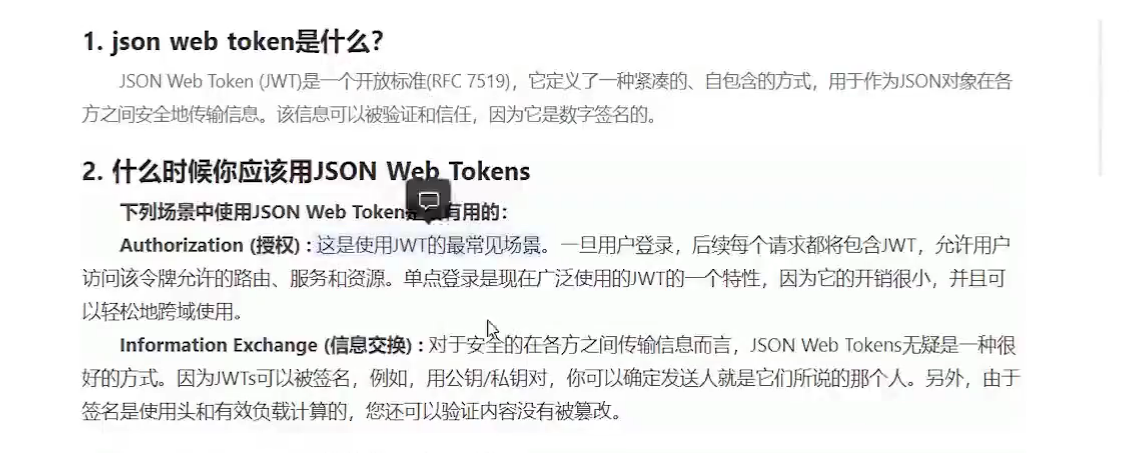 1. json web token是什么？
JSON Web Token (JWT)是一个开放标准(RFC 7519)，它定义了一种紧凑的、自包含的方式，用于作为JSON对象在各
方之间安全地传输信息。该信息可以被验证和信任，因为它是数字签名的。
2. 什么时候你应该用JSON Web Tokens
下列场景中使用JSON Web Token有用的：
Authorization (授权) : 这是使用JWT的最常见场景。一旦用户登录，后续每个请求都将包含JWT，允许用户
访问该令牌允许的路由、服务和资源。单点登录是现在广泛使用的JWT的一个特性，因为它的开销很小，并且可
以轻松地跨域使用。
Information Exchange (信息交换) : 对于安全的在各方之间传输信息而言，JSON Web Tokens无疑是一种很
好的方式。因为JWTs可以被签名，例如，用公钥/私钥对，你可以确定发送人就是它们所说的那个人。另外，由于
签名是使用头和有效负载计算的，您还可以验证内容没有被篡改。